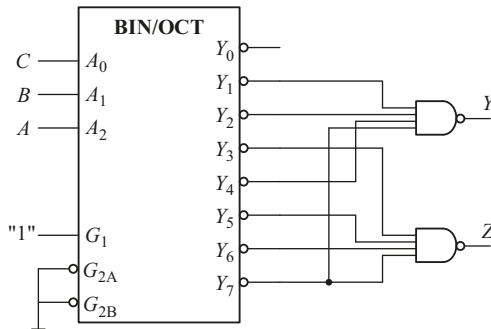 BIN/OCT
C A₀
B A₁
A A₂
"1" G₁
G₂A
G₂B
Y₀
Y₁
Y₂
Y₃
Y₄
Y₅
Y₆
Y₇
Y
Z